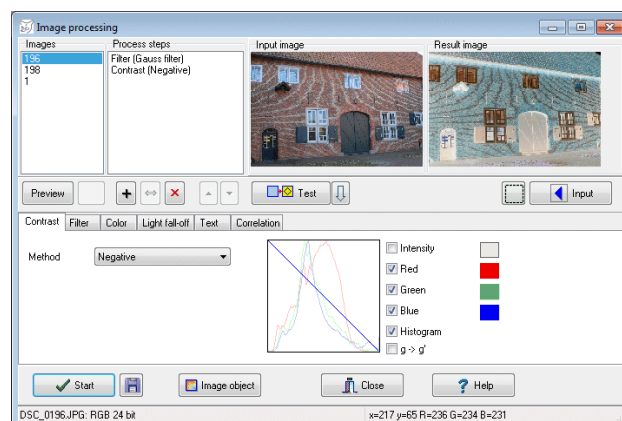 Image processing
Images
Process steps
Input image
Result image
196
198
1
Filter (Gauss filter)
Contrast (Negative)
Preview
Test
Input
Contrast
Filter
Color
Light fall-off
Text
Correlation
Method
Negative
Intensity
Red
Green
Blue
Histogram
g -> g'
Start
Image object
Close
? Help
DSC_0196.JPG: RGB 24 bit
x=217 y=65 R=236 G=234 B=231